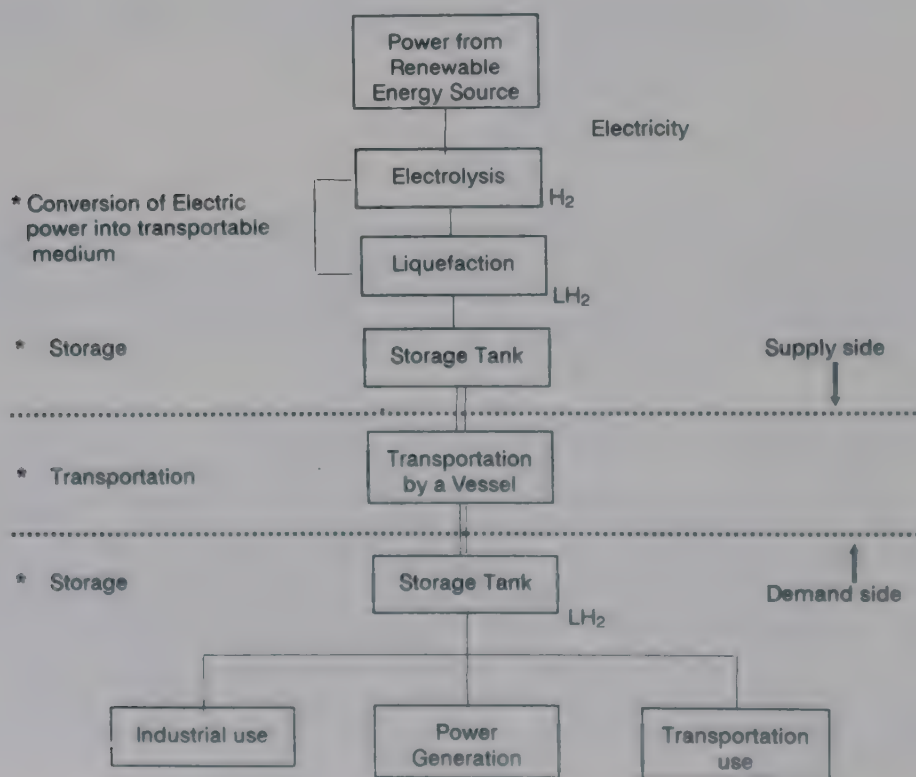 Power from
Renewable
Energy Source
Electricity
Electrolysis
H₂
* Conversion of Electric
power into transportable
medium
Liquefaction
LH₂
* Storage
Storage Tank
Supply side
* Transportation
Transportation
by a Vessel
* Storage
Storage Tank
Demand side
LH₂
Industrial use
Power
Generation
Transportation
use